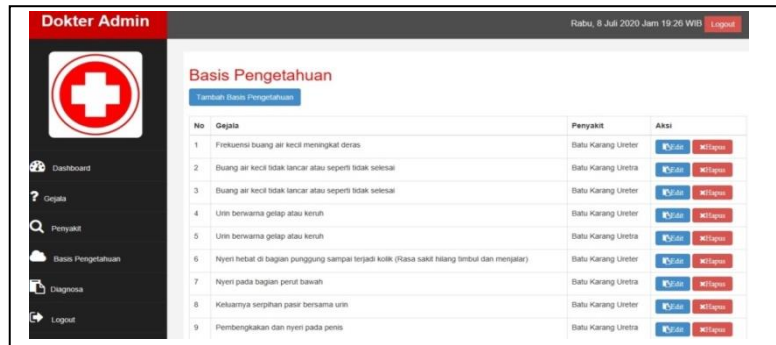 Dokter Admin
Rabu, 8 Juli 2020 Jam 19:26 WIB Logout
Basis Pengetahuan
Tambah Basis Pengetahuan
No Gejala Penyakit Aksi
1 Frekuensi buang air kecil meningkat deras Batu Karang Ureter Edit Hapus
2 Buang air kecil tidak lancar atau seperti tidak selesai Batu Karang Uretra Edit Hapus
3 Buang air kecil tidak lancar atau seperti tidak selesai Batu Karang Ureter Edit Hapus
4 Urin berwarna gelap atau keruh Batu Karang Ureter Edit Hapus
5 Urin berwarna gelap atau keruh Batu Karang Uretra Edit Hapus
6 Nyeri hebat di bagian punggung sampai terjadi kolik (Rasa sakit hilang timbul dan menjalar) Batu Karang Ureter Edit Hapus
7 Nyeri pada bagian perut bawah Batu Karang Uretra Edit Hapus
8 Keluarnya serpihan pasir bersama urin Batu Karang Ureter Edit Hapus
9 Pembengkakan dan nyeri pada penis Batu Karang Uretra Edit Hapus
Dashboard
Gejala
Penyakit
Basis Pengetahuan
Diagnosa
Logout